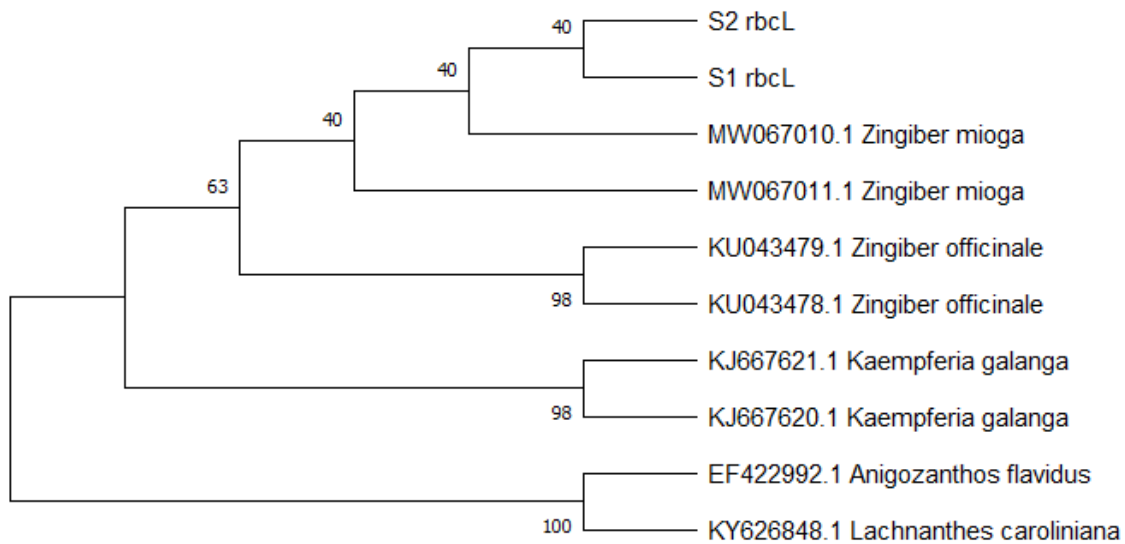 40
S2 rbcL
40
S1 rbcL
40
MW067010.1 Zingiber mioga
63
MW067011.1 Zingiber mioga
KU043479.1 Zingiber officinale
98
KU043478.1 Zingiber officinale
KJ667621.1 Kaempferia galanga
98
KJ667620.1 Kaempferia galanga
EF422992.1 Anigozanthos flavidus
100
KY626848.1 Lachnanthes caroliniana